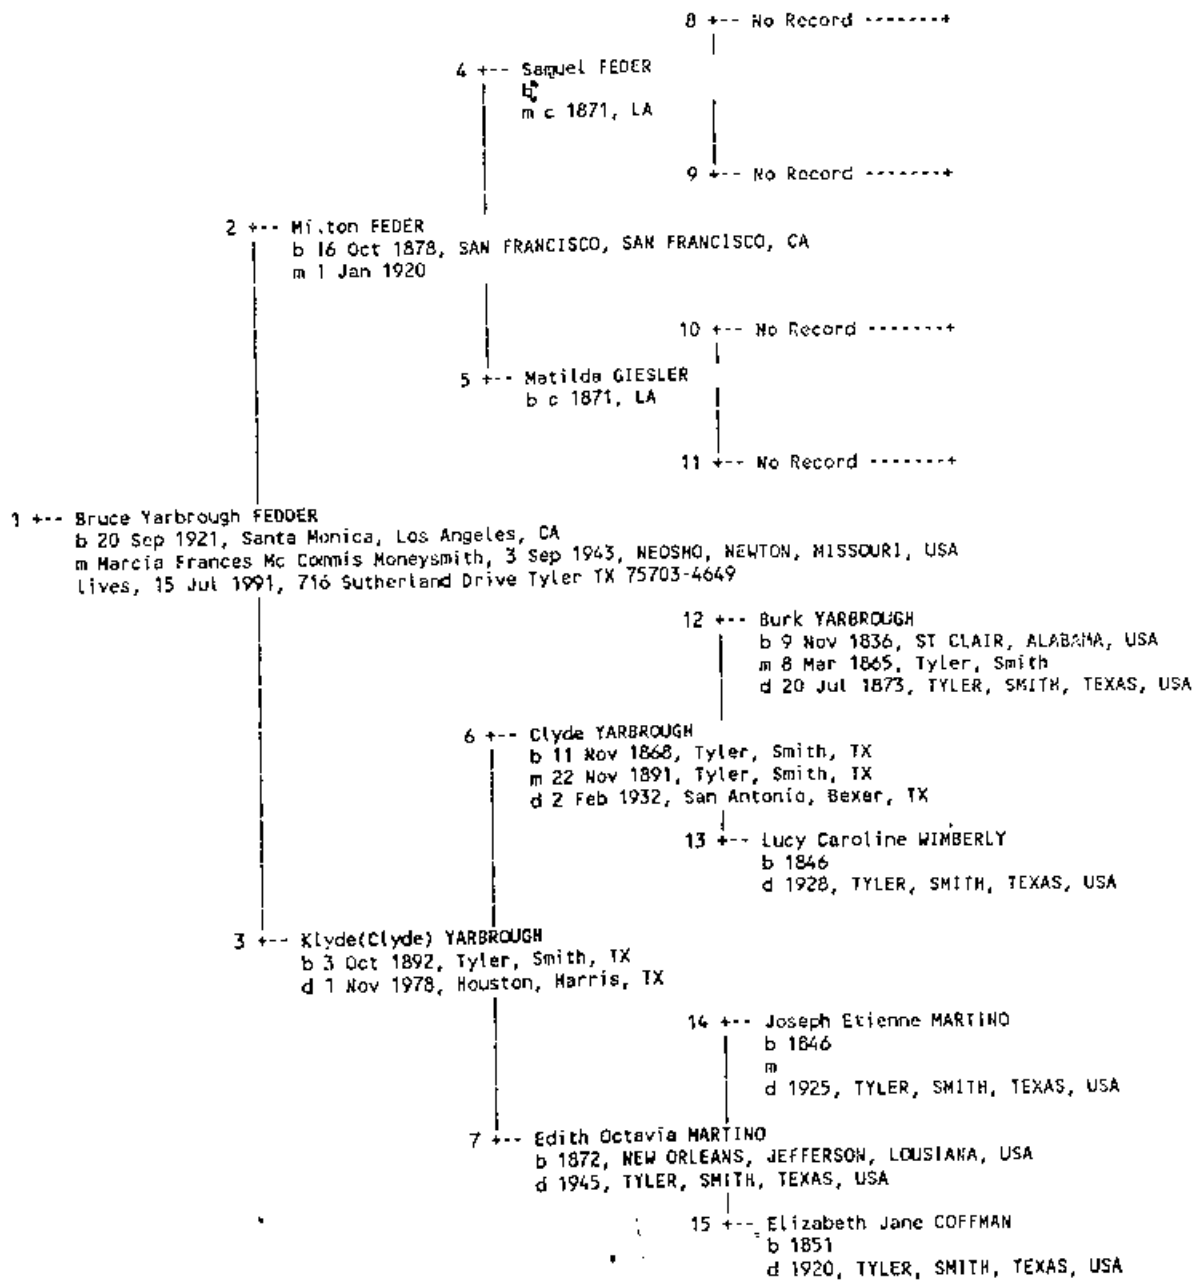 8 +-- No Record -------+
4 +-- Samuel FEDER
b
m c 1871, LA
9 +-- No Record -------+
2 +-- Mi.ton FEDER
b 16 Oct 1878, SAN FRANCISCO, SAN FRANCISCO, CA
m 1 Jan 1920
10 +-- No Record -------+
5 +-- Matilda GIESLER
b c 1871, LA
11 +-- No Record -------+
1 +-- Bruce Yarbrough FEDDER
b 20 Sep 1921, Santa Monica, Los Angeles, CA
m Marcia Frances Mc Commis Moneysmith, 3 Sep 1943, NEOSHO, NEWTON, MISSOURI, USA
lives, 15 Jul 1991, 716 Sutherland Drive Tyler TX 75703-4649
12 +-- Burk YARBROUGH
b 9 Nov 1836, ST CLAIR, ALABAMA, USA
m 8 Mar 1865, Tyler, Smith
d 20 Jul 1873, TYLER, SMITH, TEXAS, USA
6 +-- Clyde YARBROUGH
b 11 Nov 1868, Tyler, Smith, TX
m 22 Nov 1891, Tyler, Smith, TX
d 2 Feb 1932, San Antonio, Bexer, TX
13 +-- Lucy Caroline WIMBERLY
b 1846
d 1928, TYLER, SMITH, TEXAS, USA
3 +-- Klyde(Clyde) YARBROUGH
b 3 Oct 1892, Tyler, Smith, TX
d 1 Nov 1978, Houston, Harris, TX
14 +-- Joseph Etienne MARTINO
b 1846
m
d 1925, TYLER, SMITH, TEXAS, USA
7 +-- Edith Octavia MARTINO
b 1872, NEW ORLEANS, JEFFERSON, LOUSIANA, USA
d 1945, TYLER, SMITH, TEXAS, USA
15 +-- Elizabeth Jane COFFMAN
b 1851
d 1920, TYLER, SMITH, TEXAS, USA